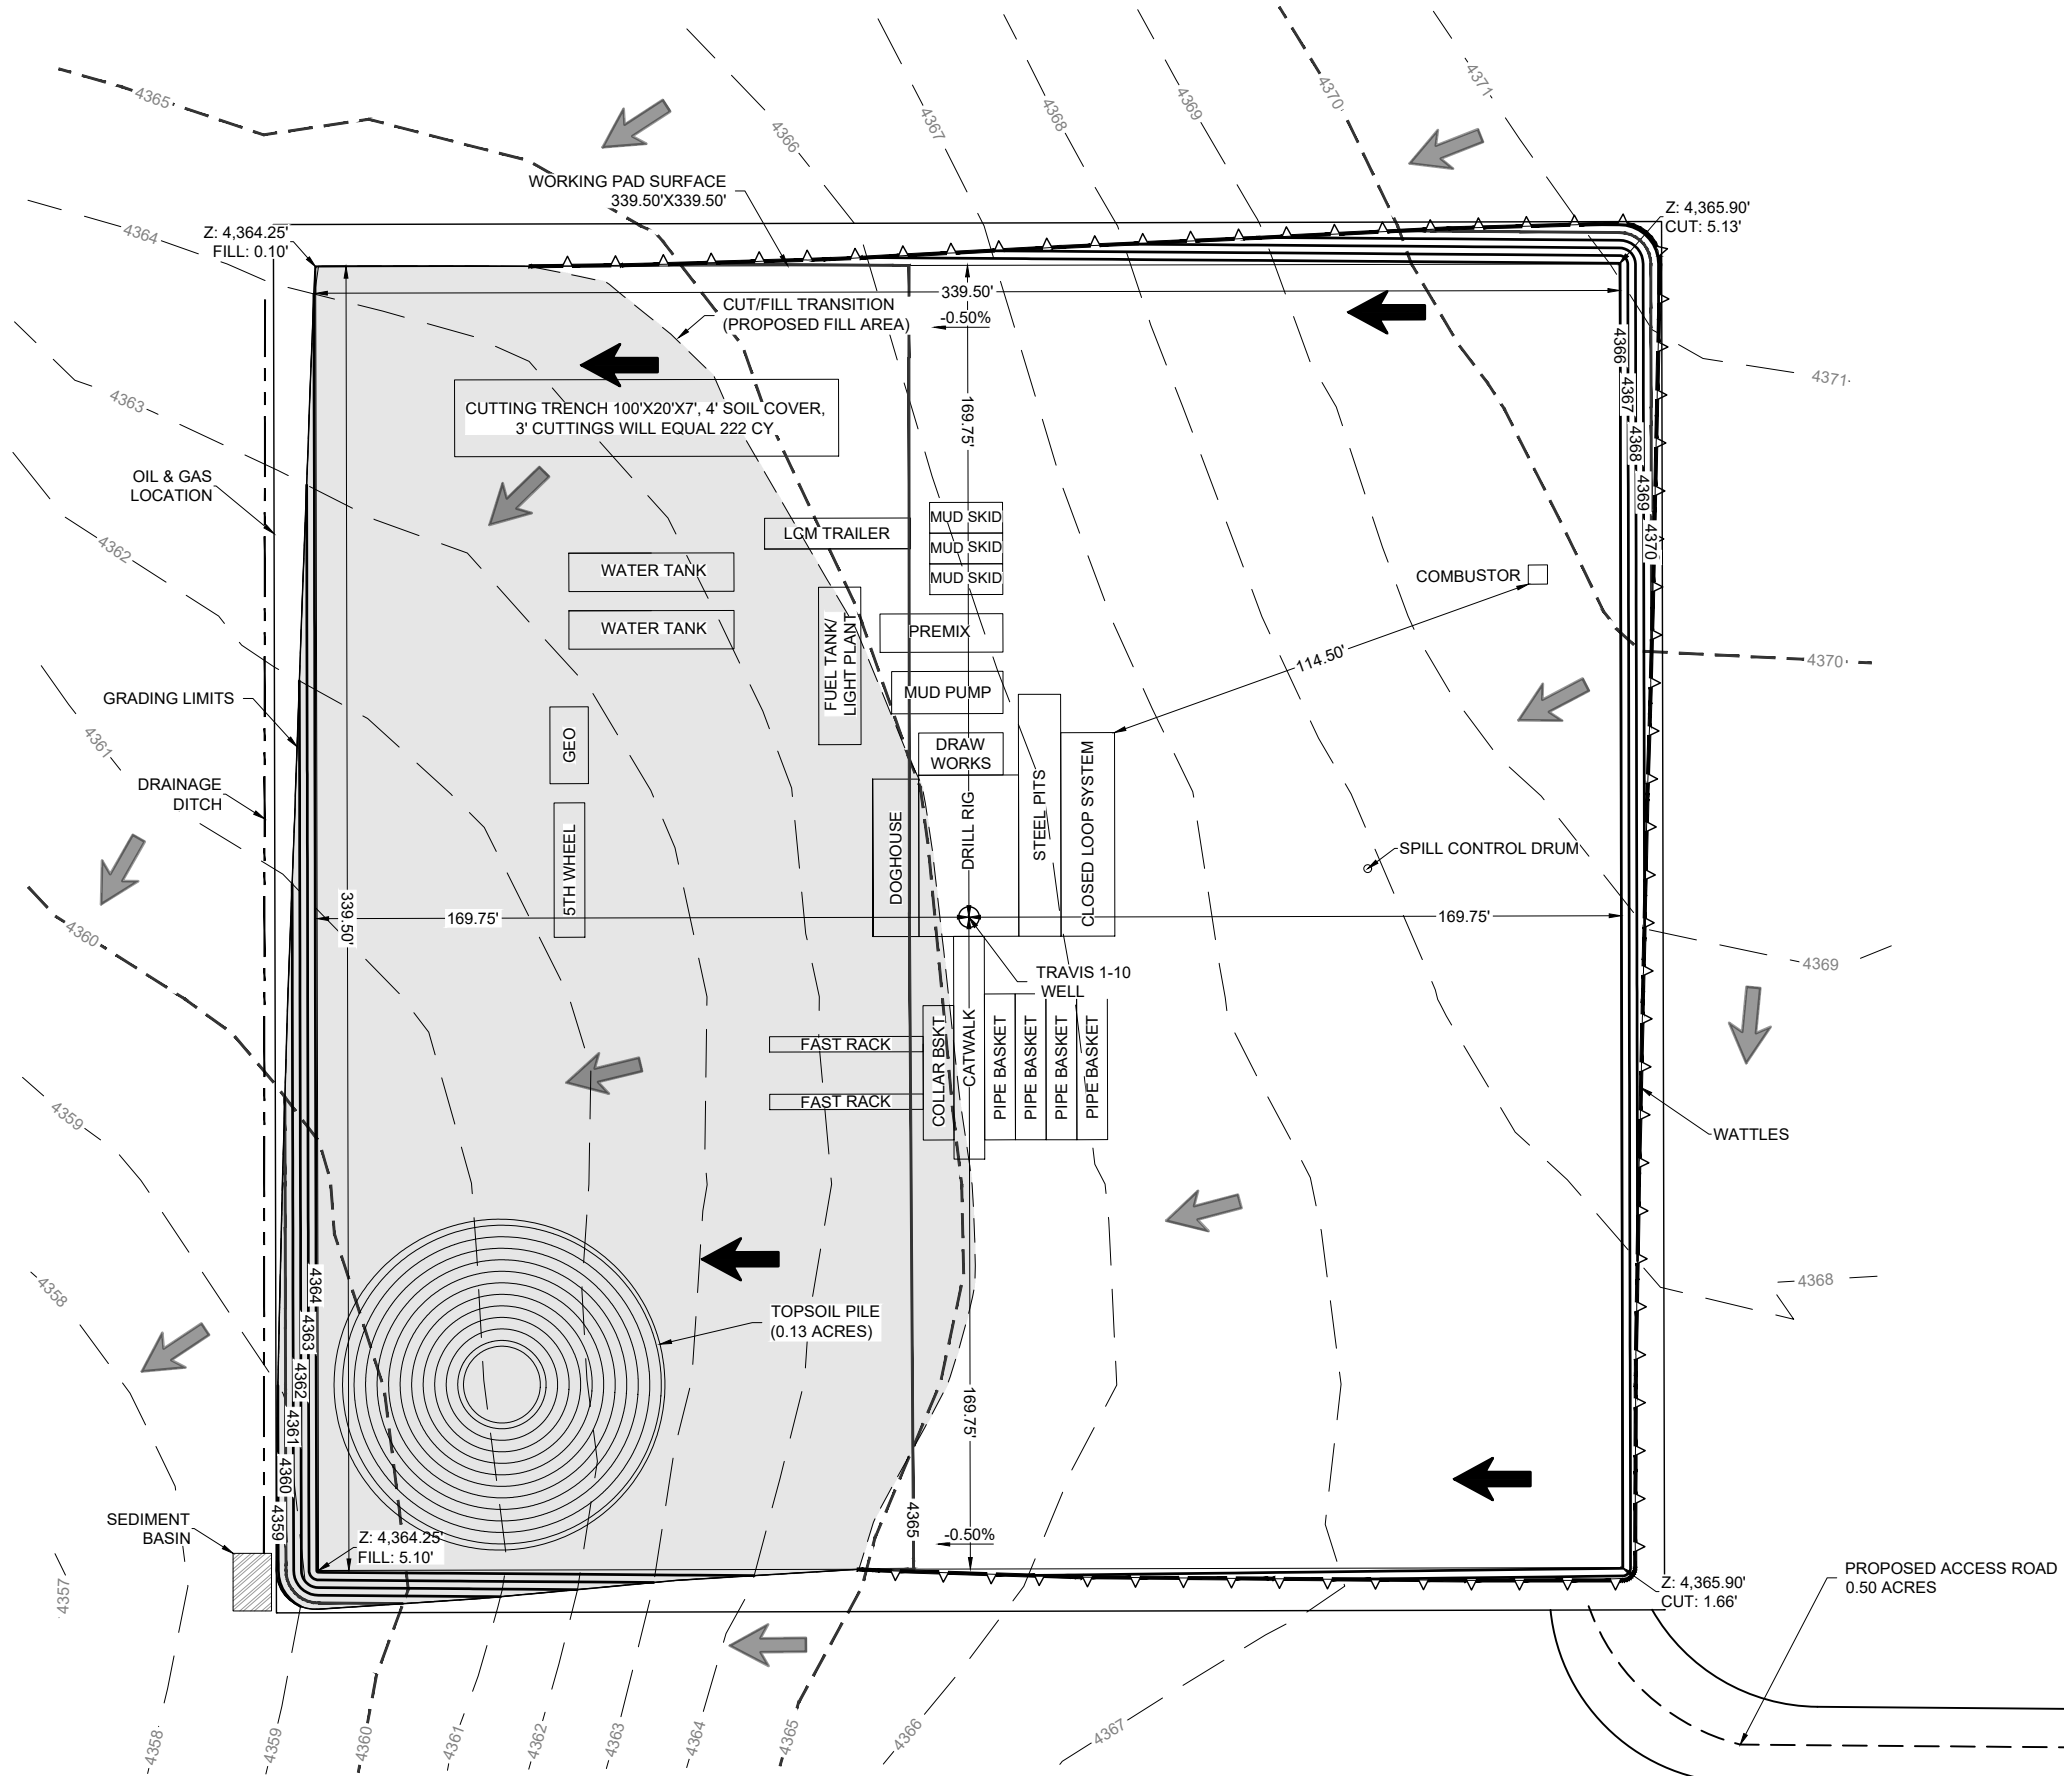 4371
4370
4369
4368
4367
4366
4365
WORKING PAD SURFACE
339.50'X339.50'
4364
Z: 4,364.25'
FILL: 0.10'
Z: 4,365.90'
CUT: 5.13'
339.50'
CUT/FILL TRANSITION
(PROPOSED FILL AREA)
-0.50%
4366
4367
4368
4369
4370
4371
4363
CUTTING TRENCH 100'X20'X7', 4' SOIL COVER,
3' CUTTINGS WILL EQUAL 222 CY
169.75'
OIL & GAS
LOCATION
4362
LCM TRAILER
MUD SKID
MUD SKID
MUD SKID
WATER TANK
WATER TANK
COMBUSTOR
FUEL TANK/
LIGHT PLANT
PREMIX
114.50'
4370
GRADING LIMITS
MUD PUMP
4361
GEO
DRAW
WORKS
DRAINAGE
DITCH
5TH WHEEL
DOGHOUSE
DRILL RIG
STEEL PITS
CLOSED LOOP SYSTEM
SPILL CONTROL DRUM
339.50'
169.75'
169.75'
4360
4369
TRAVIS 1-10
WELL
FAST RACK
FAST RACK
COLLAR BSKT
CATWALK
PIPE BASKET
PIPE BASKET
PIPE BASKET
PIPE BASKET
4359
WATTLES
4358
4368
4364
4363
4362
4361
4360
4359
TOPSOIL PILE
(0.13 ACRES)
169.75'
SEDIMENT
BASIN
Z: 4,364.25'
FILL: 5.10'
4365
-0.50%
4357
Z: 4,365.90'
CUT: 1.66'
PROPOSED ACCESS ROAD
0.50 ACRES
4358
4359
4360
4361
4362
4363
4364
4365
4366
4367